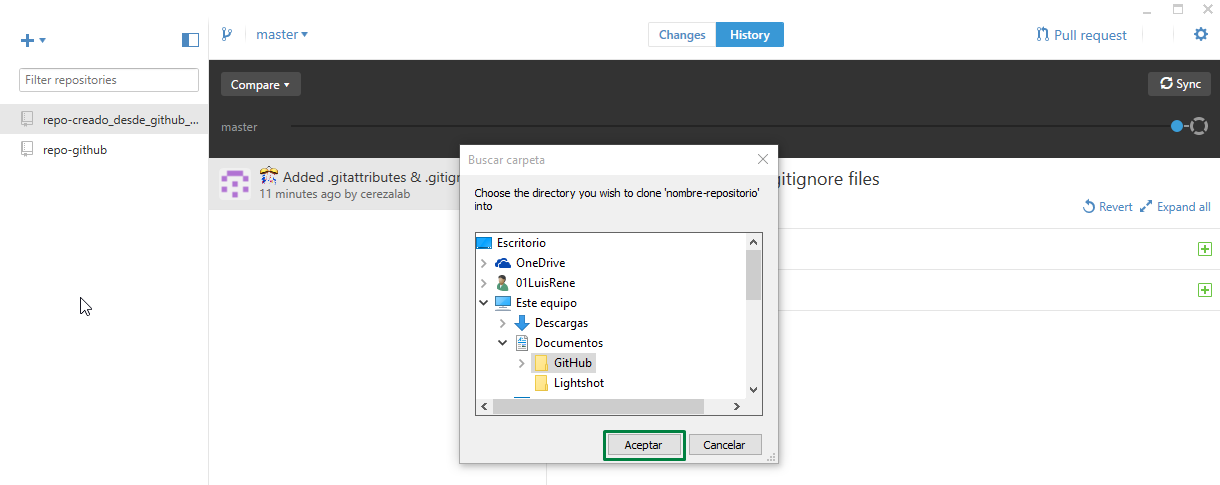 master
Changes
History
Pull request
Filter repositories
Compare
Sync
repo-creado_desde_github_...
master
repo-github
Buscar carpeta
Added .gitattributes & .gitign
gitignore files
11 minutes ago by cerezalab
Choose the directory you wish to clone 'nombre-repositorio'
into
Revert
Expand all
Escritorio
OneDrive
01LuisRene
Este equipo
Descargas
Documentos
GitHub
Lightshot
Aceptar
Cancelar